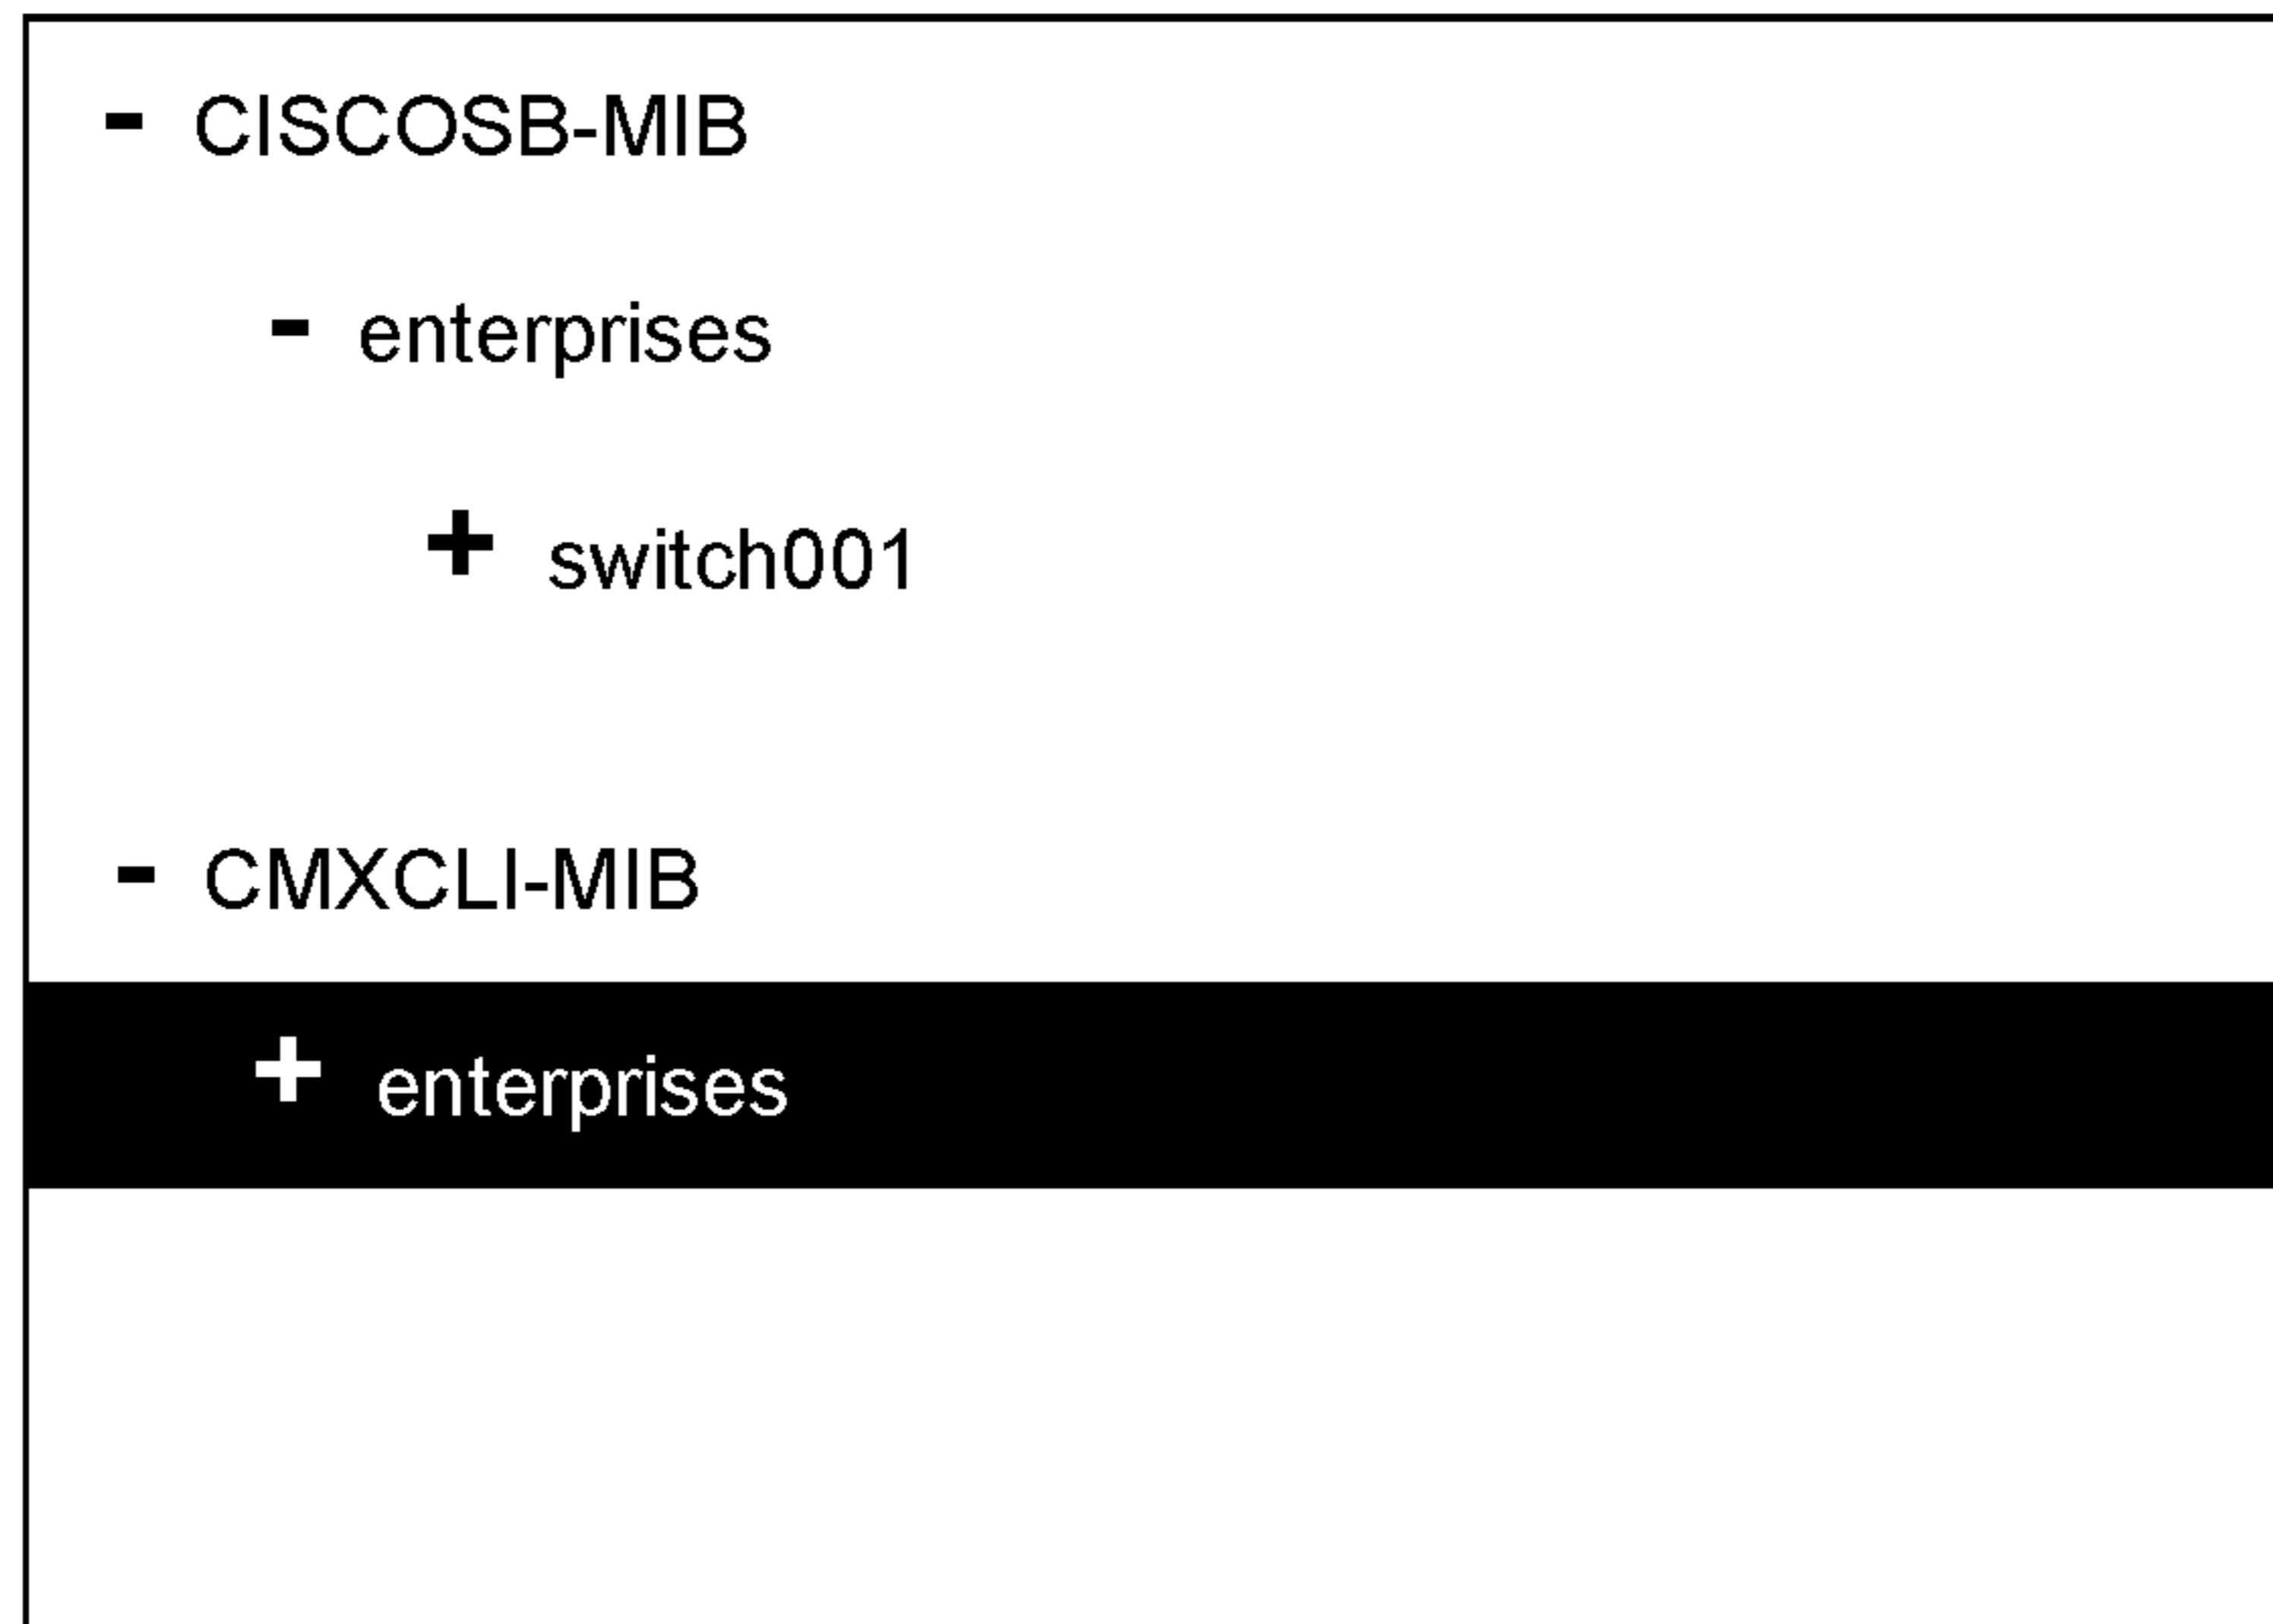 - CISCOSB-MIB
- enterprises
+ switch001
- CMXCLI-MIB
+ enterprises